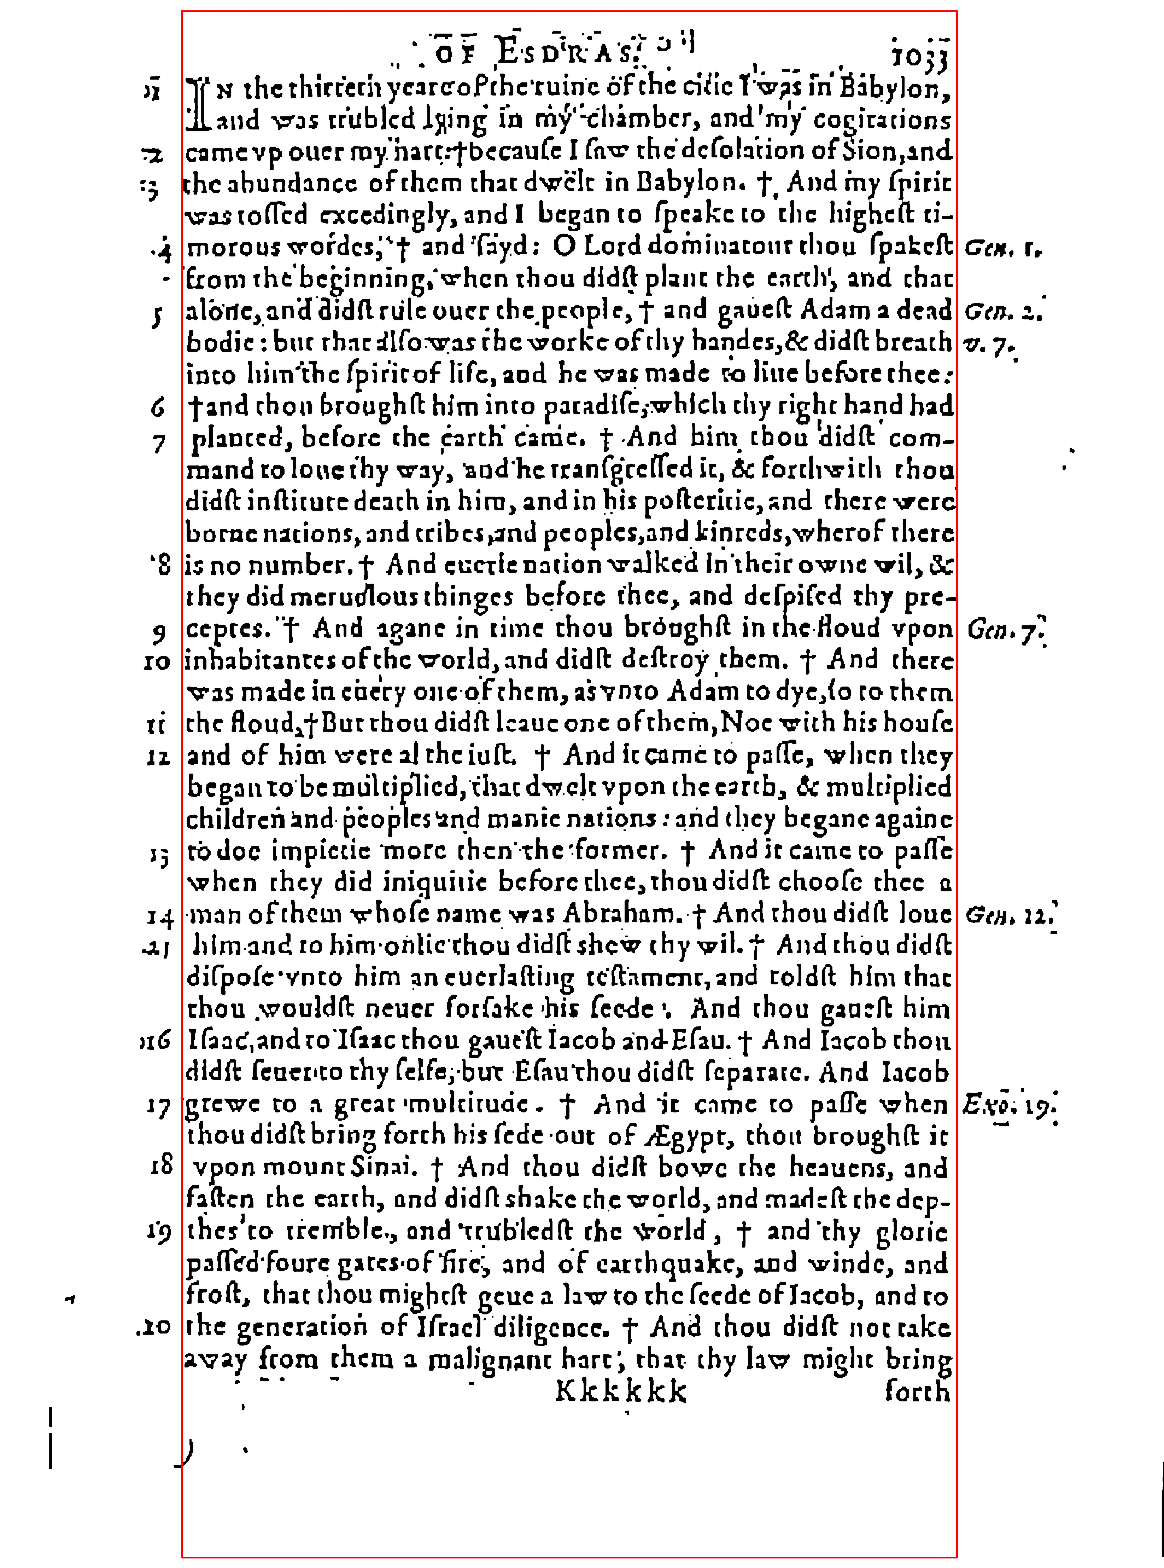 OF ESDRAS. 1033
1 IN the thirteth yeare of the ruine of the citie I was in Babylon,
and was trubled lying in my chamber, and my cogitations
2 came vp ouer my hart: † because I saw the desolation of Sion, and
3 the abundance of them that dwelt in Babylon. † And my spirit
was tossed excedingly, and I began to speake to the highest ti-
4 morous wordes, † and sayd: O Lord dominatour thou spakest Gen. 1.
from the beginning, when thou didst plant the earth, and that
5 alone, and didst rule ouer the people, † and gauest Adam a dead Gen. 2.
bodie: but that also was the worke of thy handes, & didst breath v. 7.
into him the spirit of life, and he was made to liue before thee:
6 † and thou broughst him into paradise, which thy right hand had
7 planted, before the earth came. † And him thou didst com-
mand to loue thy way, and he transgressed it, & forthwith thou
didst institute death in him, and in his posteritie, and there were
borne nations, and tribes, and peoples, and kinreds, wherof there
8 is no number. † And euerie nation walked in their owne wil, &
they did meruelous thinges before thee, and despised thy pre-
9 ceptes. † And agane in time thou broughst in the floud vpon Gen. 7.
10 inhabitantes of the world, and didst destroy them. † And there
was made in euery one of them, as vnto Adam to dye, so to them
11 the floud. † But thou didst leaue one of them, Noe with his house
12 and of him were al the iust. † And it came to passe, when they
began to be multiplied, that dwelt vpon the earth, & multiplied
children and peoples and manie nations: and they begane againe
13 to doe impietie more then the former. † And it came to passe
when they did iniquitie before thee, thou didst choose thee a
14 man of them whose name was Abraham. † And thou didst loue Gen. 12.
15 him and to him onlie thou didst shew thy wil. † And thou didst
dispose vnto him an euerlasting testament, and toldst him that
thou wouldst neuer forsake his seede. And thou gauest him
16 Isaac, and to Isaac thou gauest Iacob and Esau. † And Iacob thou
didst seuer to thy selfe, but Esau thou didst separate. And Iacob
17 grewe to a great multitude. † And it came to passe when Exo. 19.
thou didst bring forth his sede out of Ægypt, thou broughst it
18 vpon mount Sinai. † And thou didst bowe the heauens, and
fasten the earth, and didst shake the world, and madest the dep-
19 thes to tremble, and trubledst the world, † and thy glorie
passed foure gates of fire, and of earthquake, and winde, and
frost, that thou mighest geue a law to the seede of Iacob, and to
20 the generation of Israel diligence. † And thou didst not take
away from them a malignant hart, that thy law might bring
Kkkkkk forth